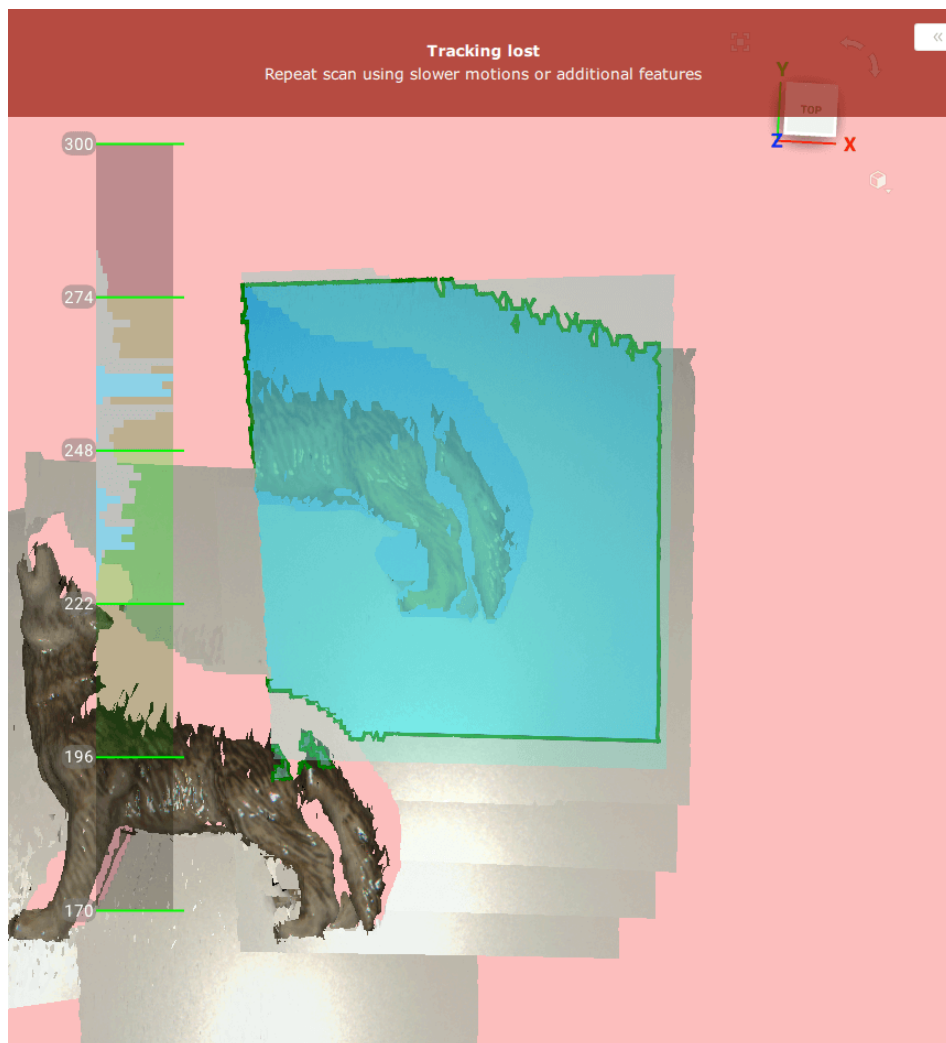 Tracking lost
«
Repeat scan using slower motions or additional features
Y
TOP
Z
X
300
274
248
222
196
170